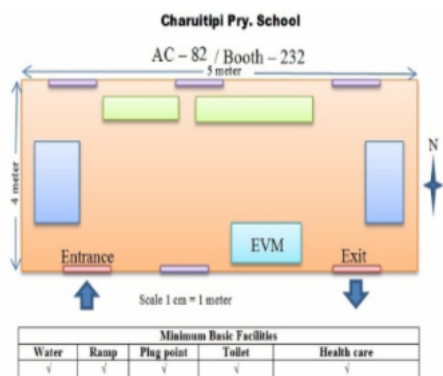 Charuitipi Pry. School
AC – 82 / Booth – 232
5 meter
4 meter
N
EVM
Entrance
Exit
Scale 1 cm = 1 meter
Minimum Basic Facilities
Water Ramp Plug point Toilet Health care
√ √ √ √ √